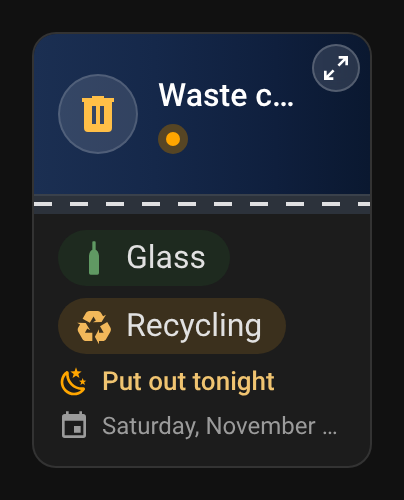 Waste c...
Glass
Recycling
Put out tonight
Saturday, November ...